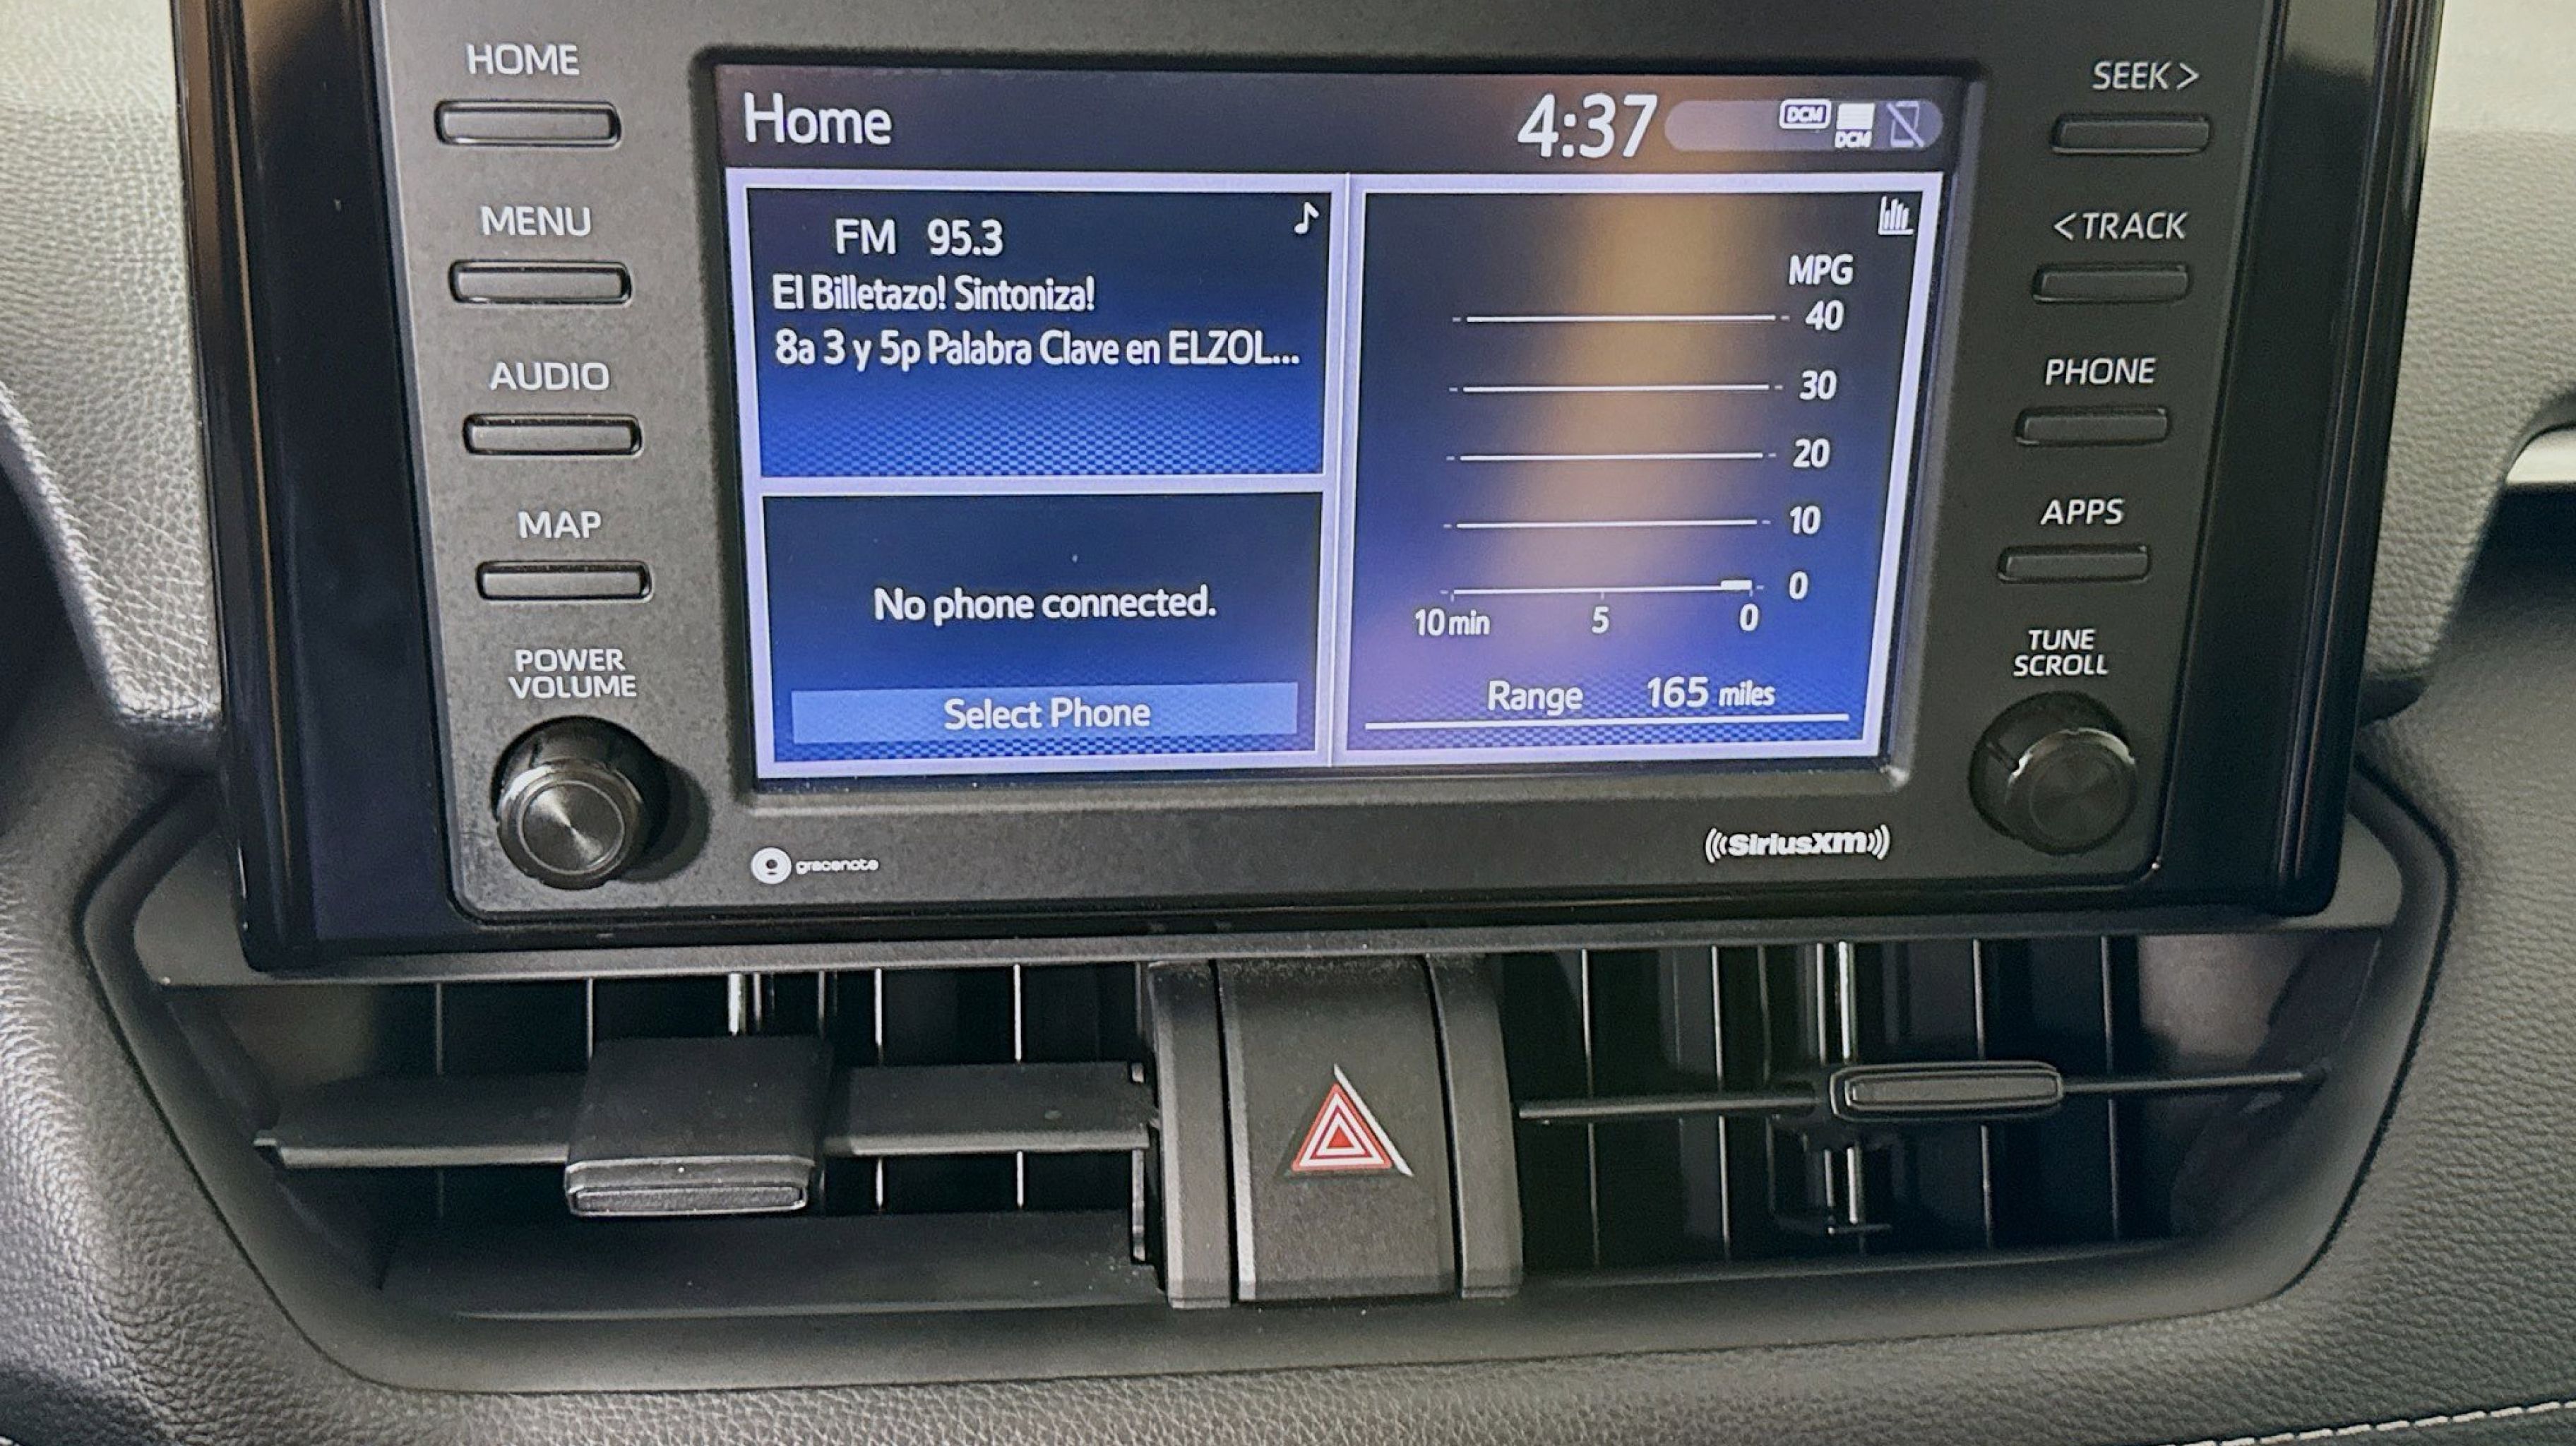 HOME
MENU
AUDIO
MAP
POWER
VOLUME
Home
4:37
DCM
DCM
FM 95.3
El Billetazo! Sintoniza!
8a 3 y 5p Palabra Clave en ELZOL...
No phone connected.
Select Phone
MPG
40
30
20
10
0
10 min 5 0
Range 165 miles
gracenote
((SiriusXM))
SEEK >
< TRACK
PHONE
APPS
TUNE
SCROLL